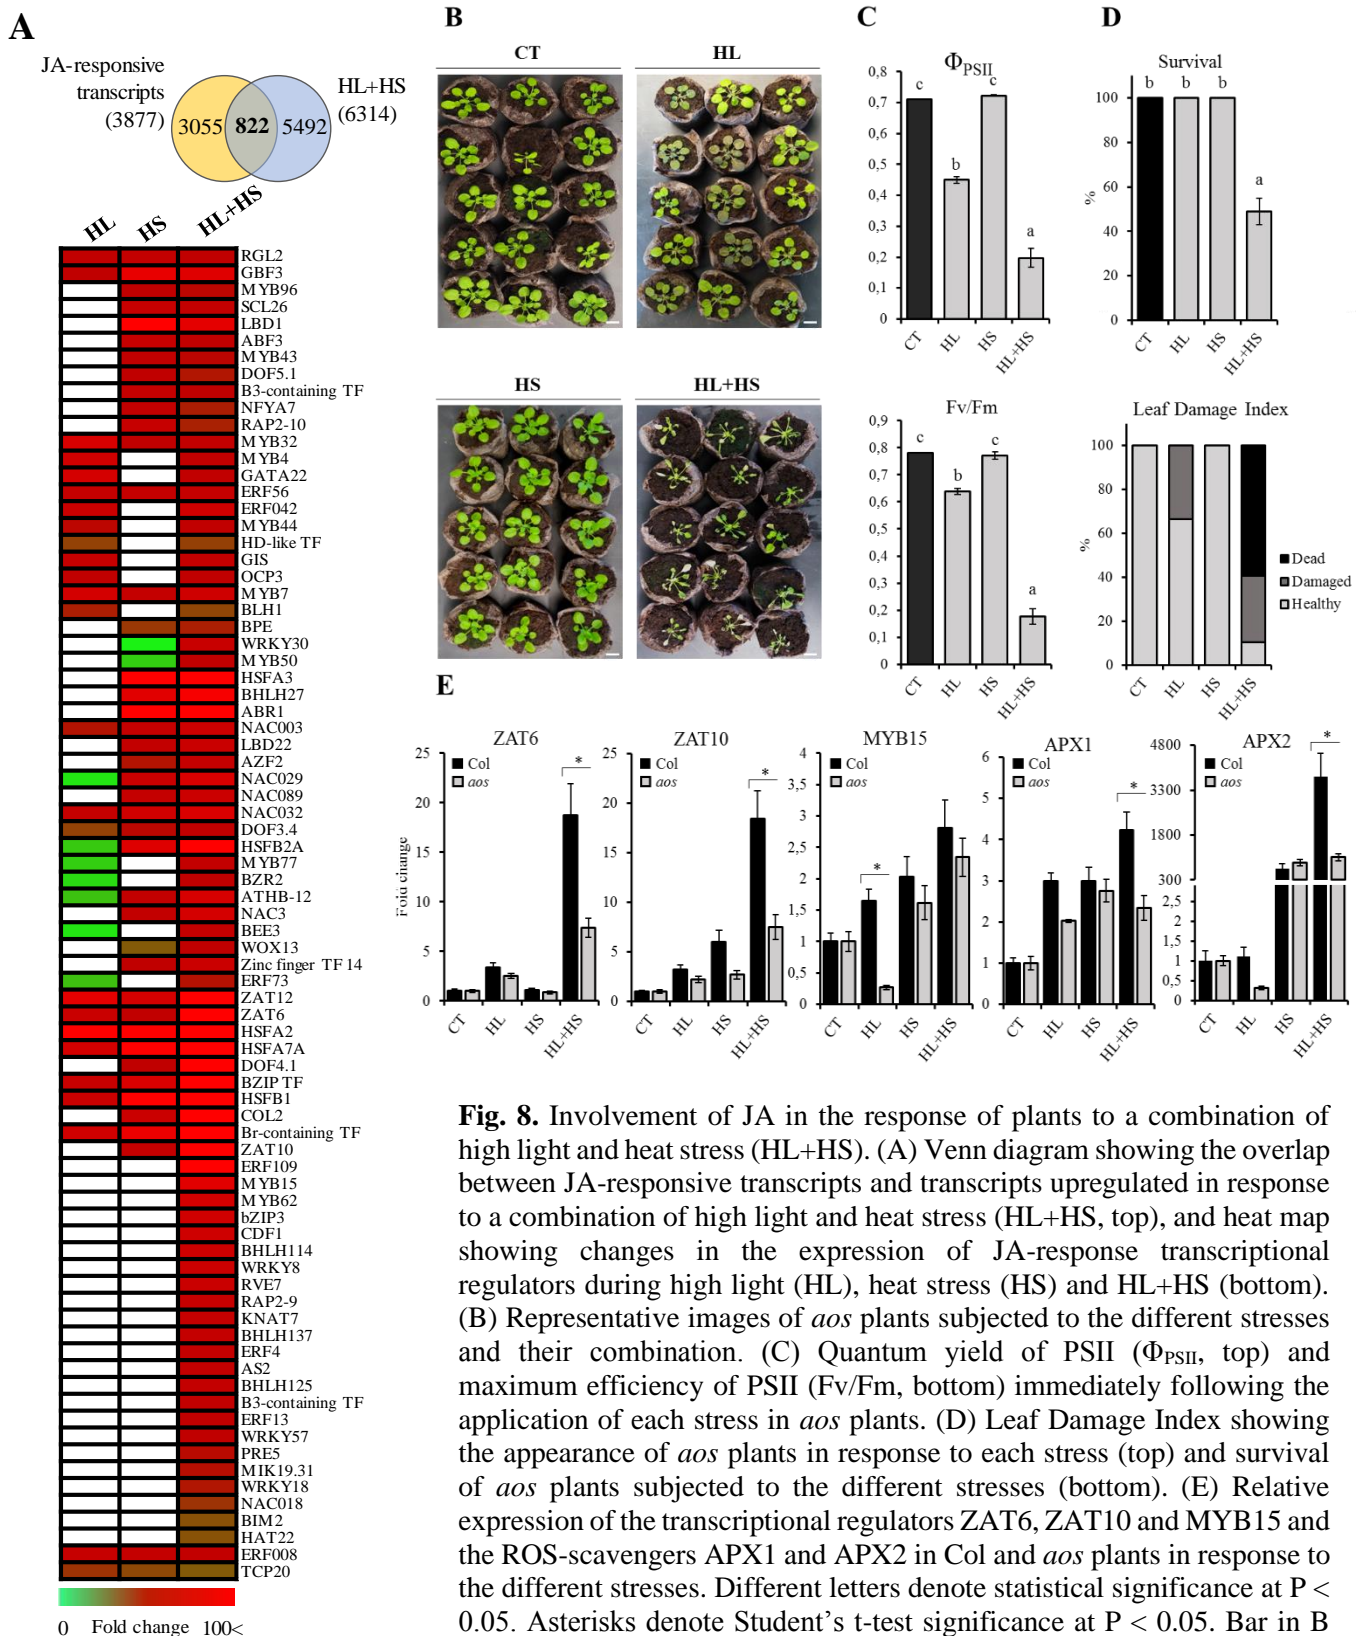 A
JA-responsive
transcripts
(3877)
HL+HS
(6314)
3055 822 5492
HL HS HL+HS
RGL2
GBF3
MYB96
SCL26
LBD1
ABF3
MYB43
DOF5.1
B3-containing TF
NFYA7
RAP2-10
MYB32
MYB4
GATA22
ERF56
ERF042
MYB44
HD-like TF
GIS
OCP3
MYB7
BLH1
BPE
WRKY30
MYB50
HSFA3
BHLH27
ABR1
NAC003
LBD22
AZF2
NAC029
NAC089
NAC032
DOF3.4
HSFB2A
MYB77
BZR2
ATHB-12
NAC3
BEE3
WOX13
Zinc finger TF 14
ERF73
ZAT12
ZAT6
HSFA2
HSFA7A
DOF4.1
BZIP TF
HSFB1
COL2
Br-containing TF
ZAT10
ERF109
MYB15
MYB62
bZIP3
CDF1
BHLH114
WRKY8
RVE7
RAP2-9
KNAT7
BHLH137
ERF4
AS2
BHLH125
B3-containing TF
ERF13
WRKY57
PRE5
MIK19.31
WRKY18
NAC018
BIM2
HAT22
ERF008
TCP20
0 Fold change 100<
B
CT HL
HS HL+HS
C
ΦPSII
0,8
0,7
0,6
0,5
0,4
0,3
0,2
0,1
0
c b c a
CT HL HS HL+HS
Fv/Fm
0,9
0,8
0,7
0,6
0,5
0,4
0,3
0,2
0,1
0
c b c a
CT HL HS HL+HS
D
Survival
%
100
80
60
40
20
0
b b b a
CT HL HS HL+HS
Leaf Damage Index
%
100
80
60
40
20
0
CT HL HS HL+HS
Dead
Damaged
Healthy
E
Fold change
ZAT6
25
20
15
10
5
0
Col
aos
*
CT HL HS HL+HS
ZAT10
25
20
15
10
5
0
Col
aos
*
CT HL HS HL+HS
MYB15
4
3,5
3
2,5
2
1,5
1
0,5
0
Col
aos
*
CT HL HS HL+HS
APX1
6
5
4
3
2
1
0
Col
aos
*
CT HL HS HL+HS
APX2
4800
3300
1800
300
2,5
2
1,5
1
0,5
0
Col
aos
*
CT HL HS HL+HS
Fig. 8. Involvement of JA in the response of plants to a combination of
high light and heat stress (HL+HS). (A) Venn diagram showing the overlap
between JA-responsive transcripts and transcripts upregulated in response
to a combination of high light and heat stress (HL+HS, top), and heat map
showing changes in the expression of JA-response transcriptional
regulators during high light (HL), heat stress (HS) and HL+HS (bottom).
(B) Representative images of aos plants subjected to the different stresses
and their combination. (C) Quantum yield of PSII (ΦPSII, top) and
maximum efficiency of PSII (Fv/Fm, bottom) immediately following the
application of each stress in aos plants. (D) Leaf Damage Index showing
the appearance of aos plants in response to each stress (top) and survival
of aos plants subjected to the different stresses (bottom). (E) Relative
expression of the transcriptional regulators ZAT6, ZAT10 and MYB15 and
the ROS-scavengers APX1 and APX2 in Col and aos plants in response to
the different stresses. Different letters denote statistical significance at P <
0.05. Asterisks denote Student’s t-test significance at P < 0.05. Bar in B